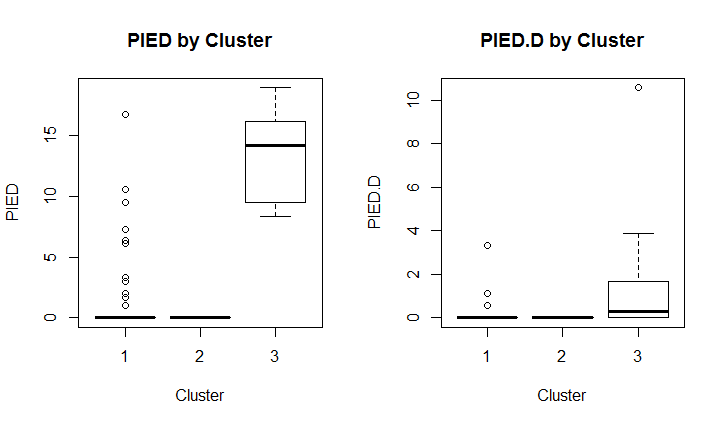 PIED by Cluster
PIED
15
10
5
0
1 2 3
Cluster
PIED.D by Cluster
PIED.D
10
8
6
4
2
0
1 2 3
Cluster